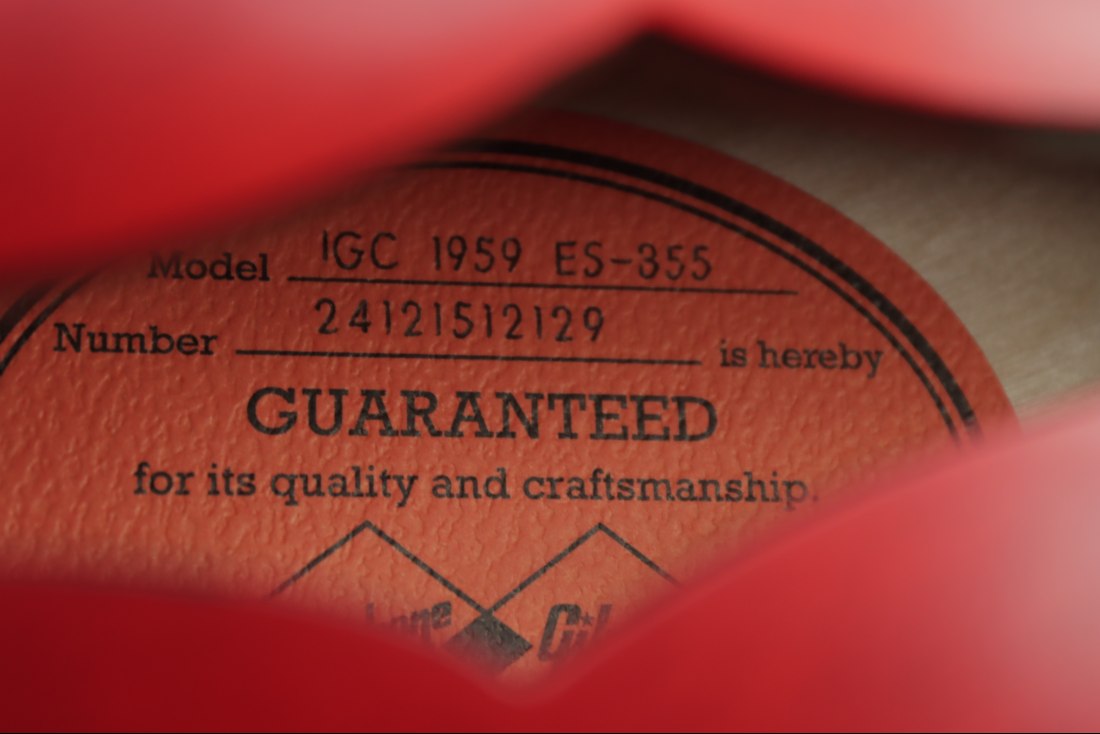 Model IGC 1959 ES-355
Number 24121512129 is hereby
GUARANTEED
for its quality and craftsmanship.